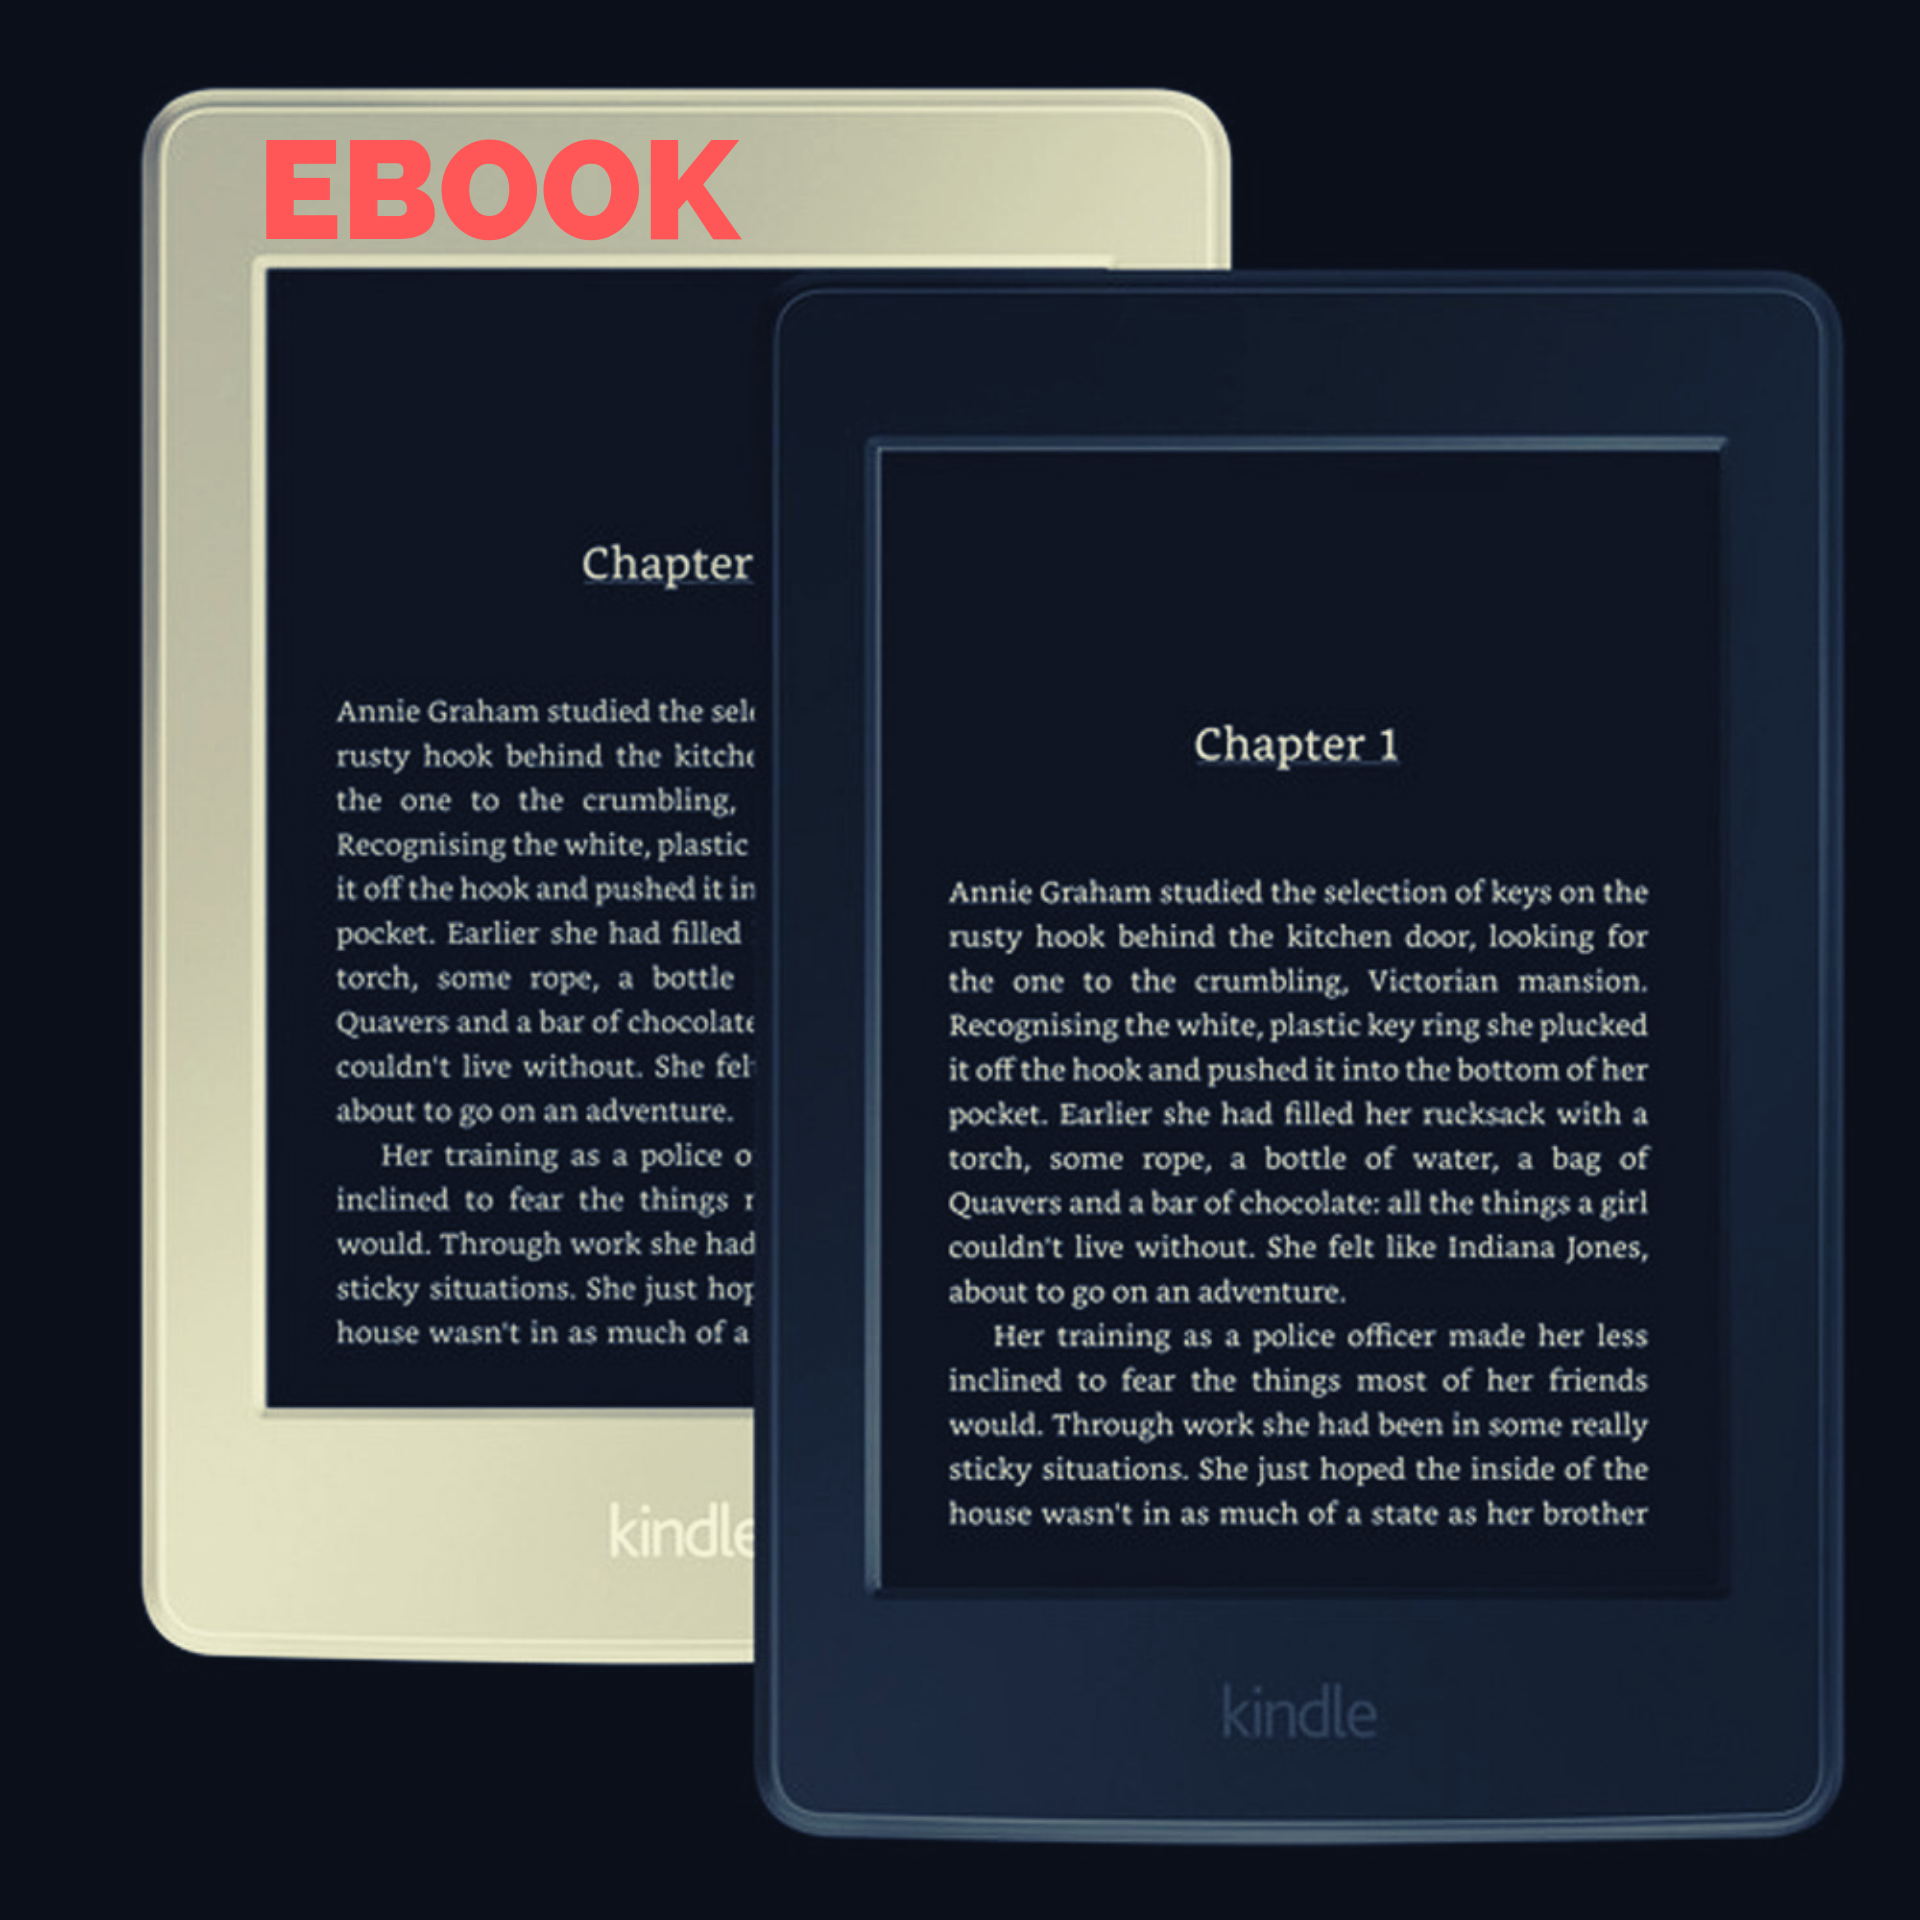 EBOOK
Chapter
Annie Graham studied the
rusty hook behind the
the one to the crumbling,
Recognising the white, plastic
it off the hook and pushed it
pocket. Earlier she had filled
torch, some rope, a bottle
Quavers and a bar of chocolate
couldn't live without. She
about to go on an adventure.
Her training as a police
inclined to fear the things
would. Through work she had
sticky situations. She just
house wasn't in as much of a
kindle
Chapter 1
Annie Graham studied the selection of keys on the
rusty hook behind the kitchen door, looking for
the one to the crumbling, Victorian mansion.
Recognising the white, plastic key ring she plucked
it off the hook and pushed it into the bottom of her
pocket. Earlier she had filled her rucksack with a
torch, some rope, a bottle of water, a bag of
Quavers and a bar of chocolate: all the things a girl
couldn't live without. She felt like Indiana Jones,
about to go on an adventure.
Her training as a police officer made her less
inclined to fear the things most of her friends
would. Through work she had been in some really
sticky situations. She just hoped the inside of the
house wasn't in as much of a state as her brother
kindle